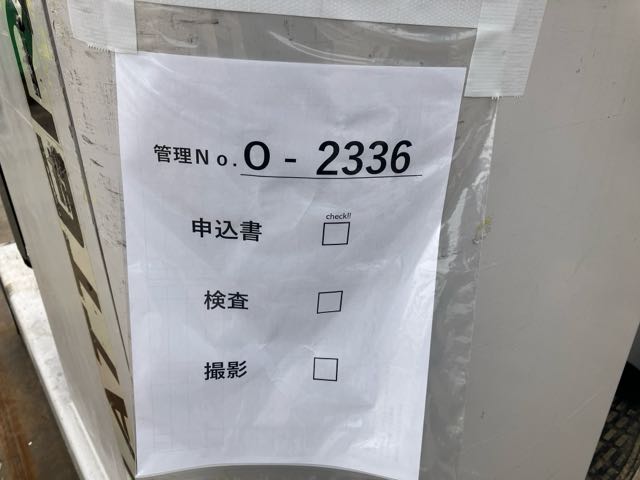 管理No. O - 2336
check!!
申込書 □
検査 □
撮影 □